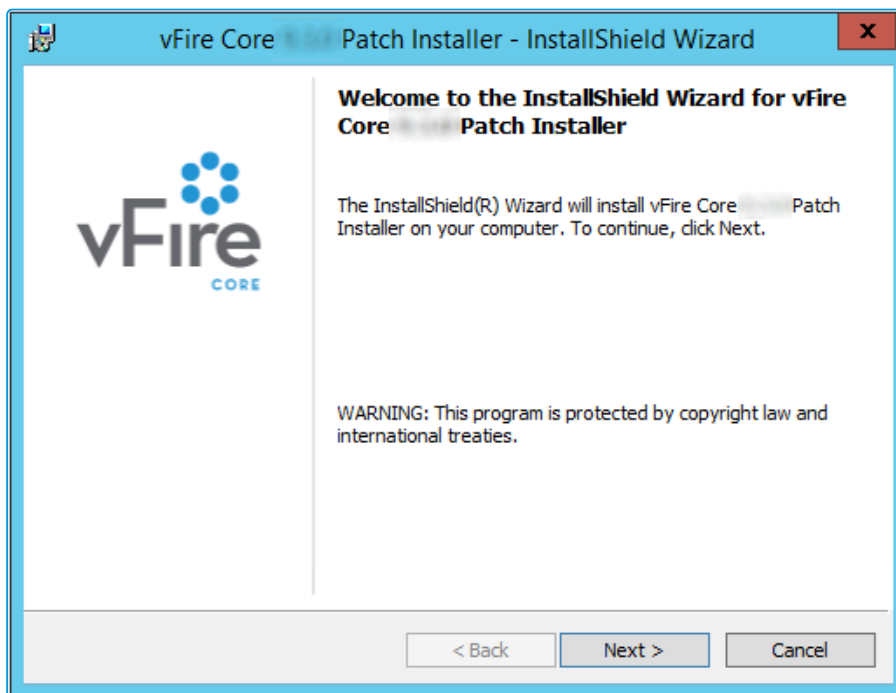 vFire Core Patch Installer - InstallShield Wizard
x
Welcome to the InstallShield Wizard for vFire
Core Patch Installer
vFire
CORE
The InstallShield(R) Wizard will install vFire Core Patch
Installer on your computer. To continue, click Next.
WARNING: This program is protected by copyright law and
international treaties.
< Back
Next >
Cancel